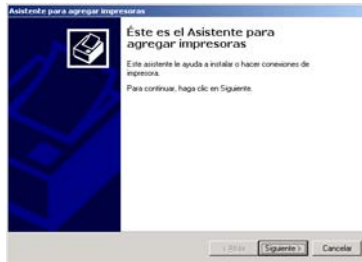 Asistente para agregar impresoras
Éste es el Asistente para
agregar impresoras
Este asistente le ayuda a instalar o hacer conexiones de
impresora.
Para continuar, haga clic en Siguiente.
< Atrás
Siguiente >
Cancelar